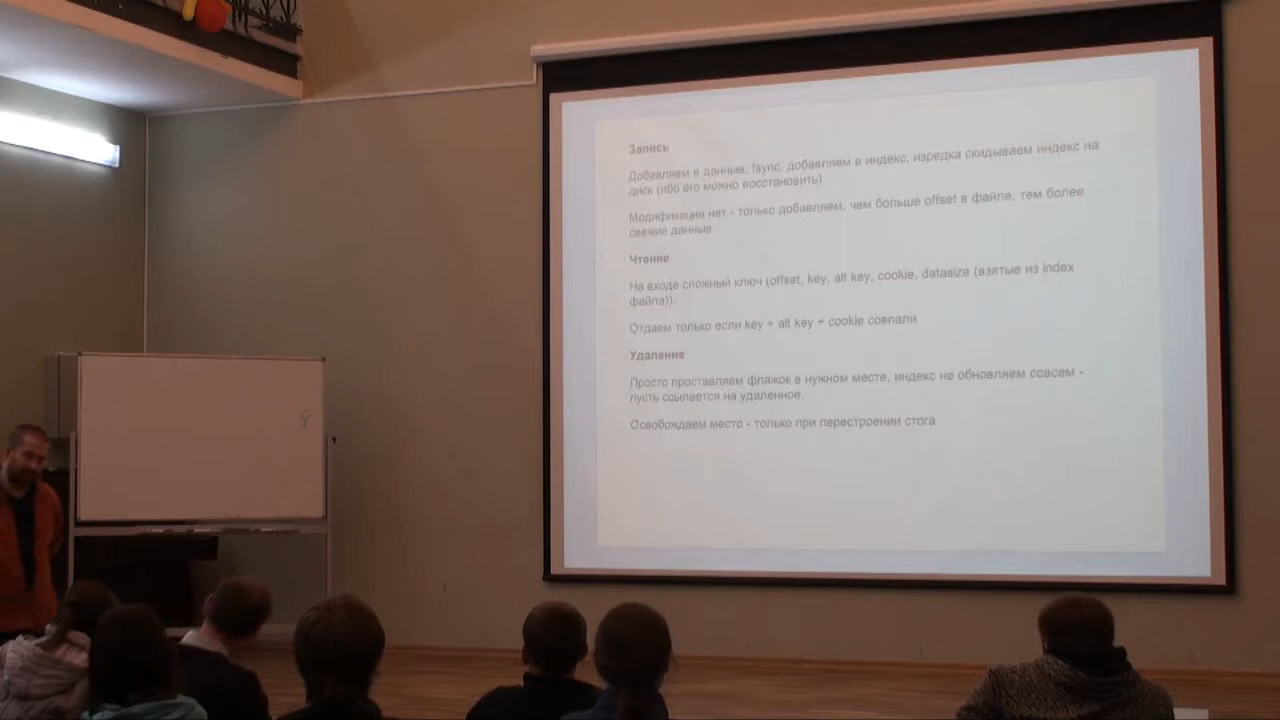 Запись
Добавляем в данные, fsync, добавляем в индекс, изредка скидываем индекс на
диск (ибо его можно восстановить)
Модификации нет - только добавляем, чем больше offset в файле, тем более
свежие данные
Чтение
На входе сложный ключ (offset, key, alt key, cookie, datasize (взятые из index
файла))
Отдаем только если key + alt key + cookie совпали
Удаление
Просто проставляем флажок в нужном месте, индекс не обновляем совсем -
пусть ссылается на удаленное.
Освобождаем место - только при перестроении стога